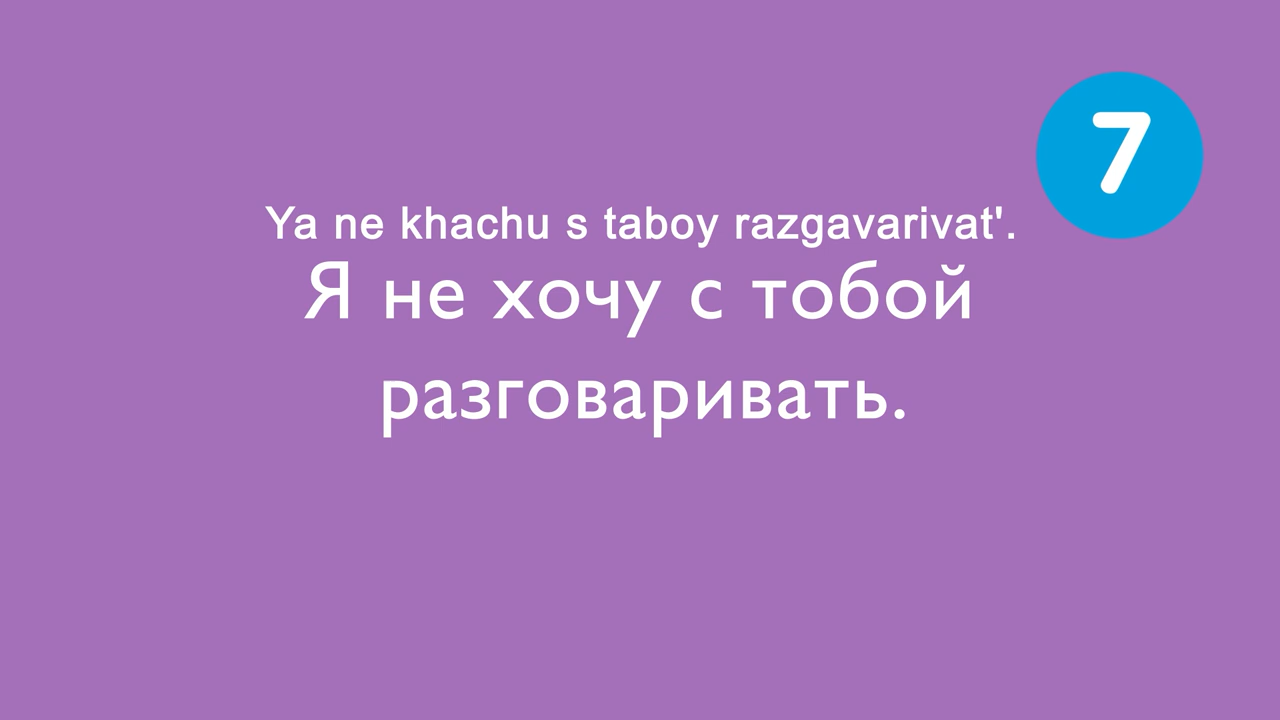 7
Ya ne khachu s taboy razgavarivat'.
Я не хочу с тобой
разговаривать.